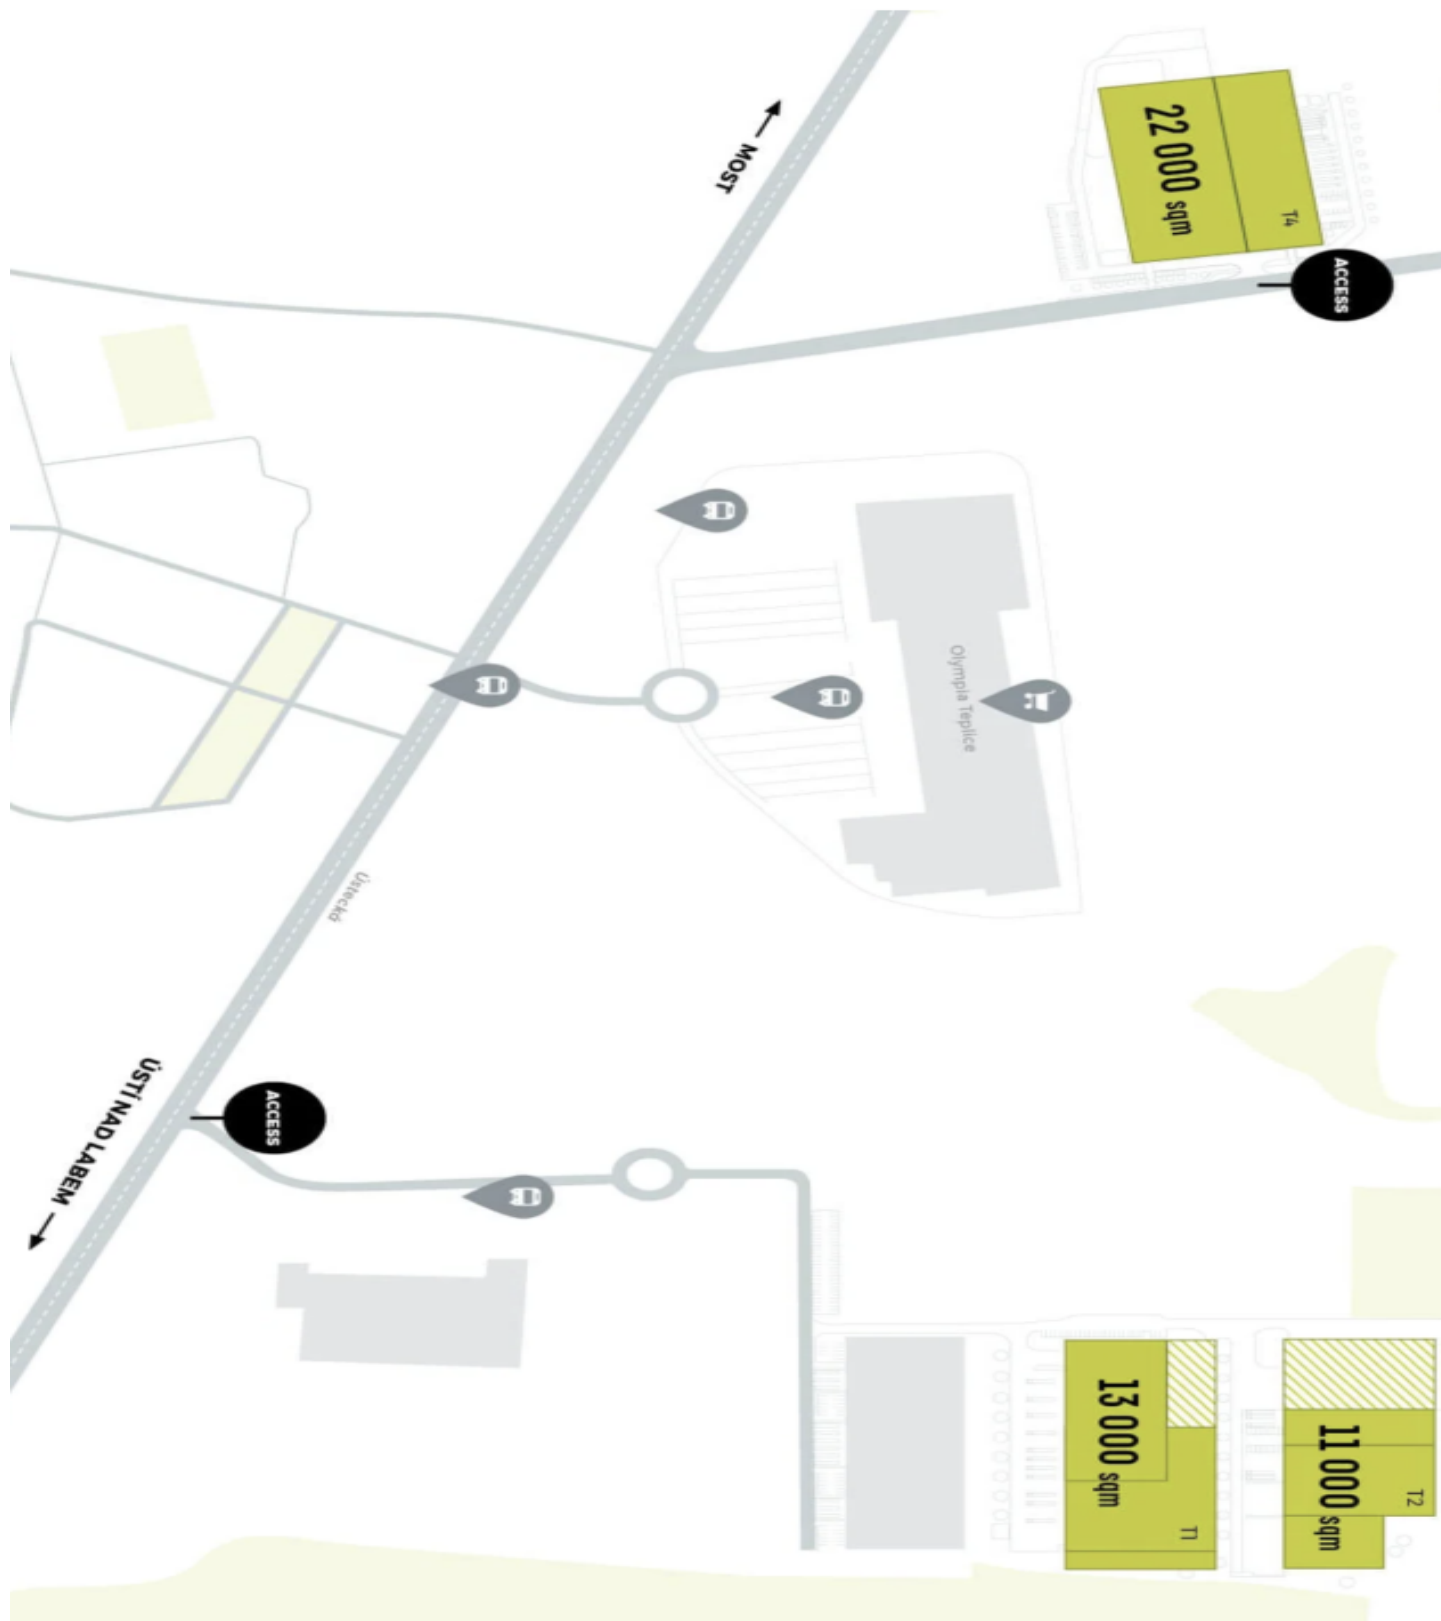 MOST
22 000 sqm
T4
ACCESS
Olympia Teplice
Ústecká
ÚSTÍ NAD LABEM
ACCESS
13 000 sqm
T1
11 000 sqm
T2